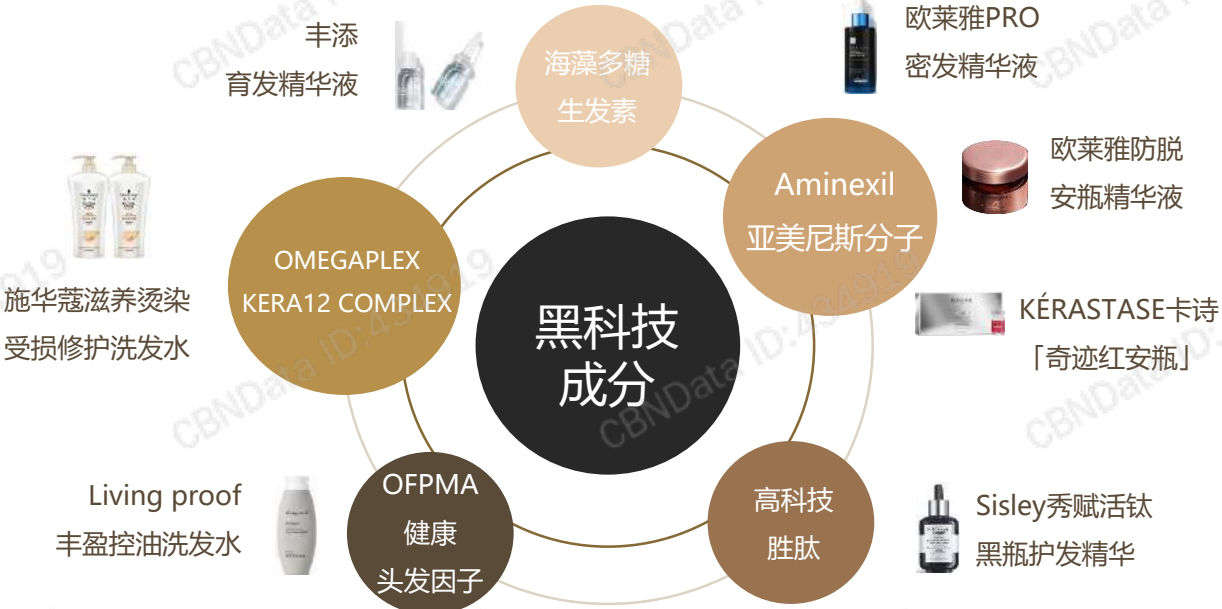 丰添
育发精华液
海藻多糖
生发素
欧莱雅PRO
密发精华液
Aminexil
亚美尼斯分子
欧莱雅防脱
安瓶精华液
OMEGAPLEX
KERA12 COMPLEX
施华蔻滋养烫染
受损修护洗发水
黑科技
成分
KÉRASTASE卡诗
「奇迹红安瓶」
Living proof
丰盈控油洗发水
OFPMA
健康
头发因子
高科技
胜肽
Sisley秀赋活钛
黑瓶护发精华
CBNData ID:434919